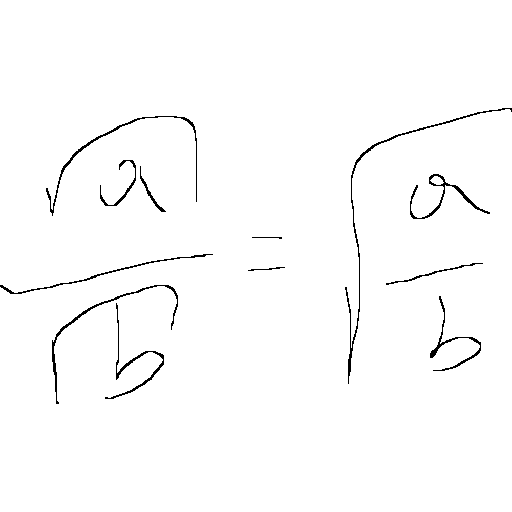 √a/√b = √(a/b)